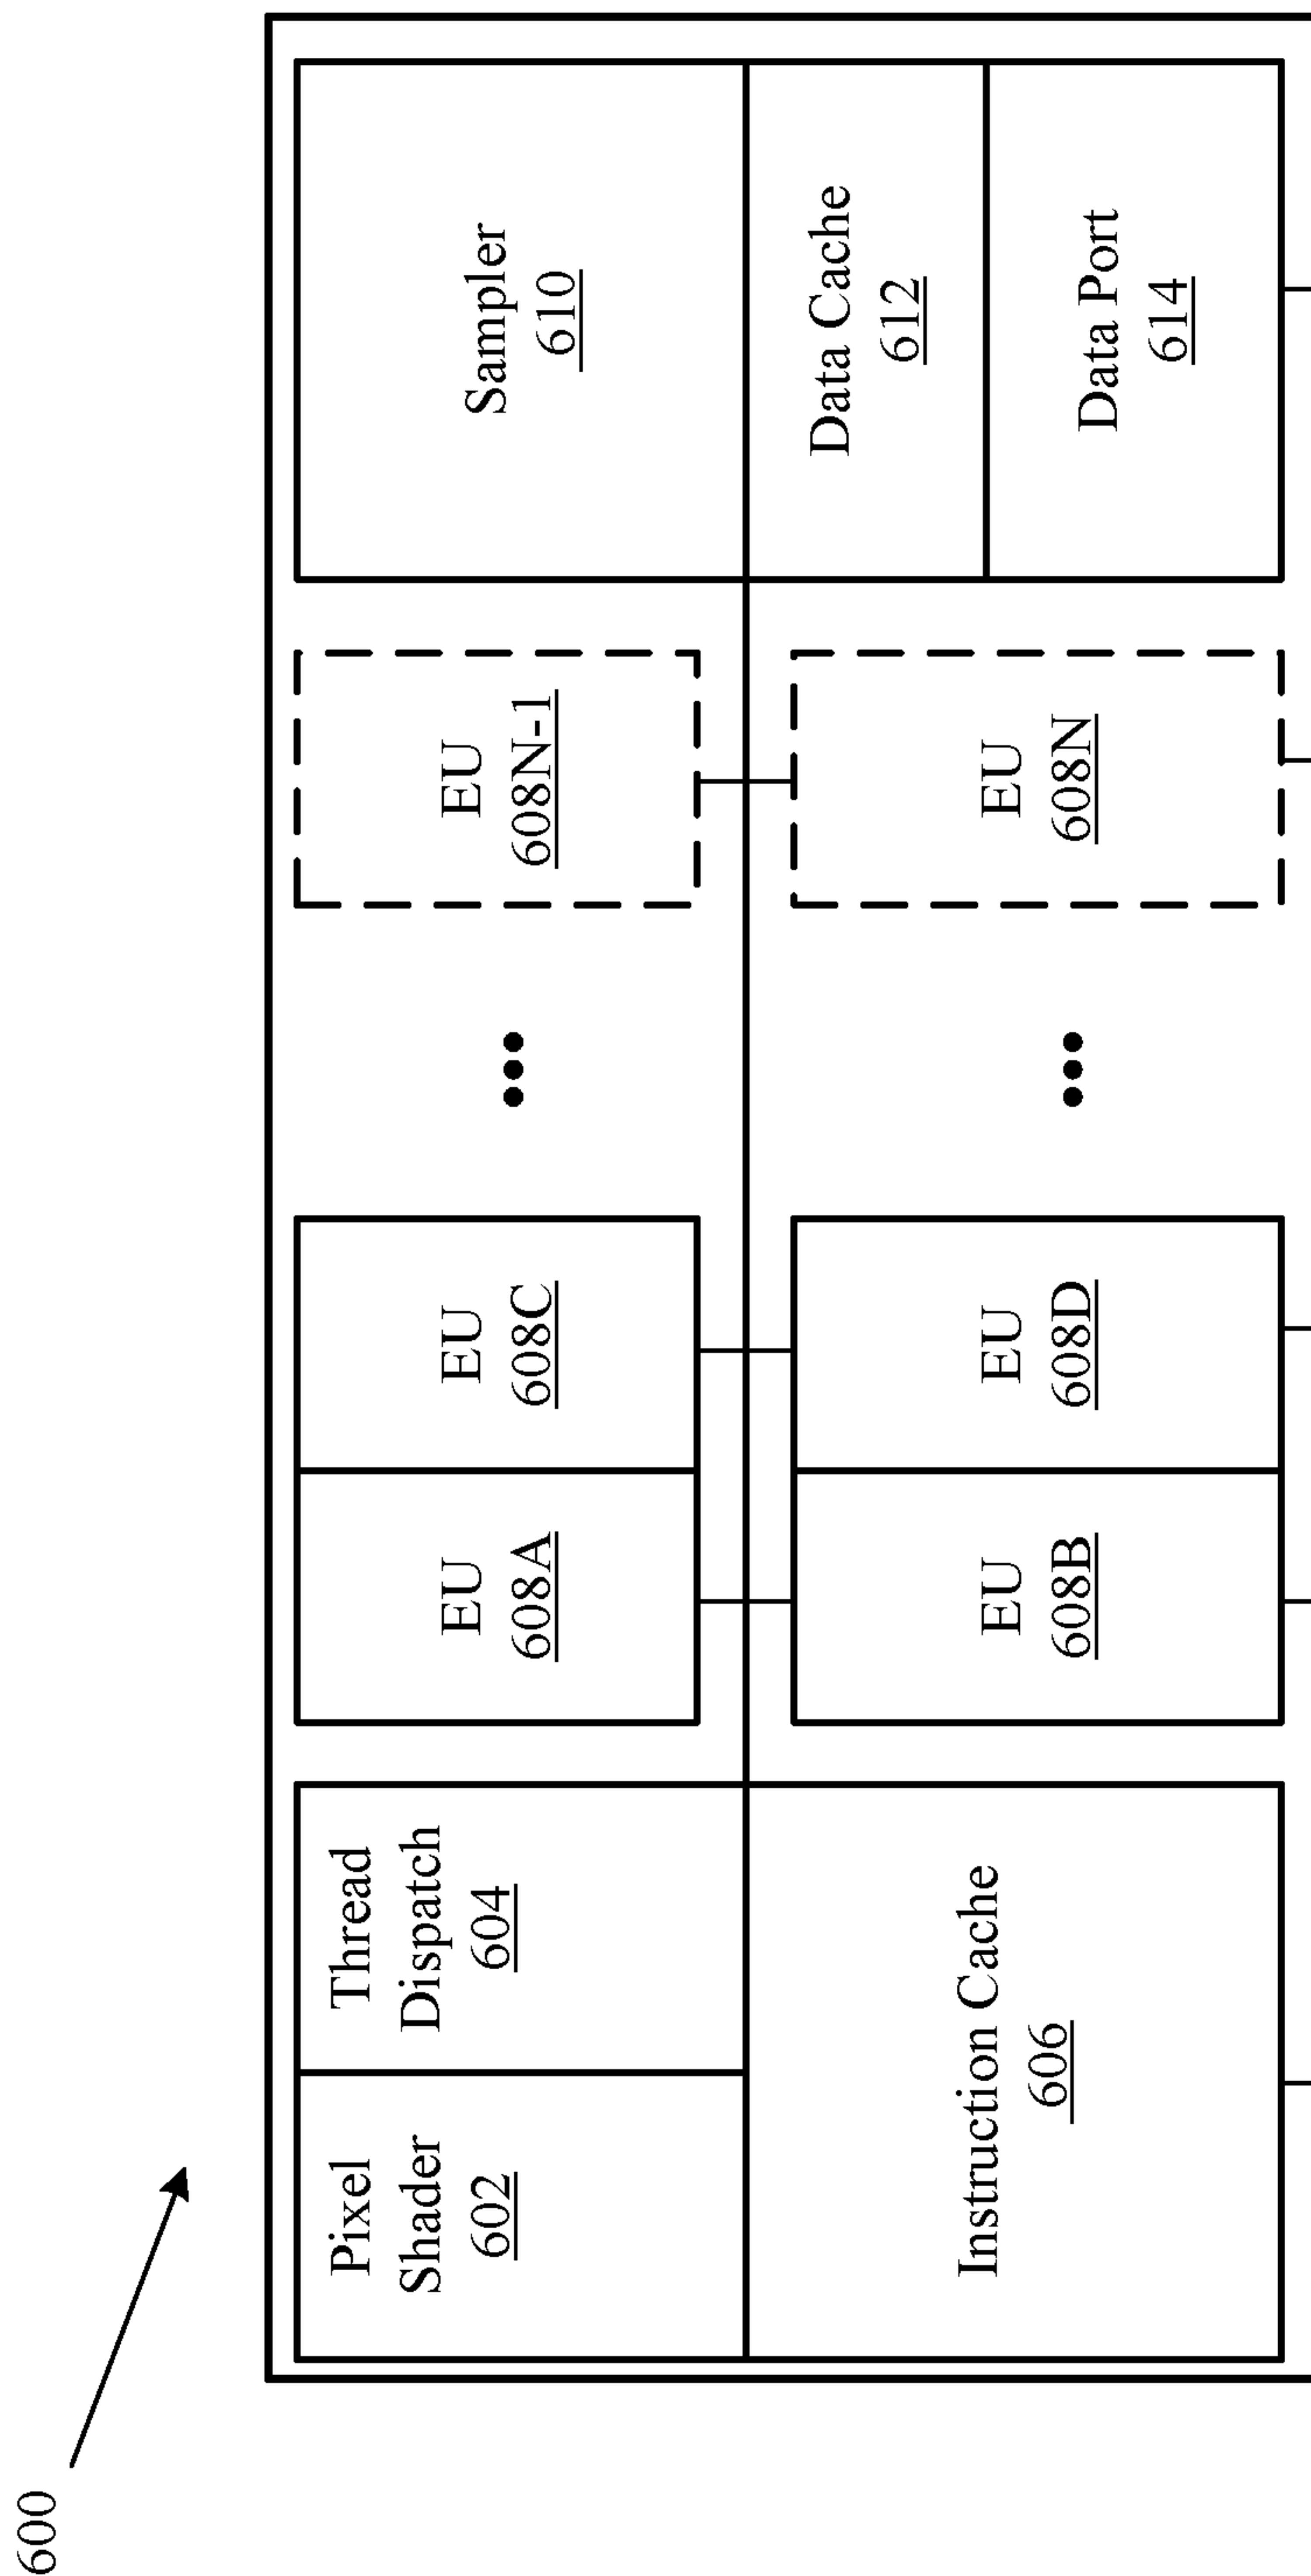 600
Pixel
Shader
602
Thread
Dispatch
604
Instruction Cache
606
EU
608A
EU
608C
EU
608B
EU
608D
•••
•••
EU
608N-1
EU
608N
Sampler
610
Data Cache
612
Data Port
614